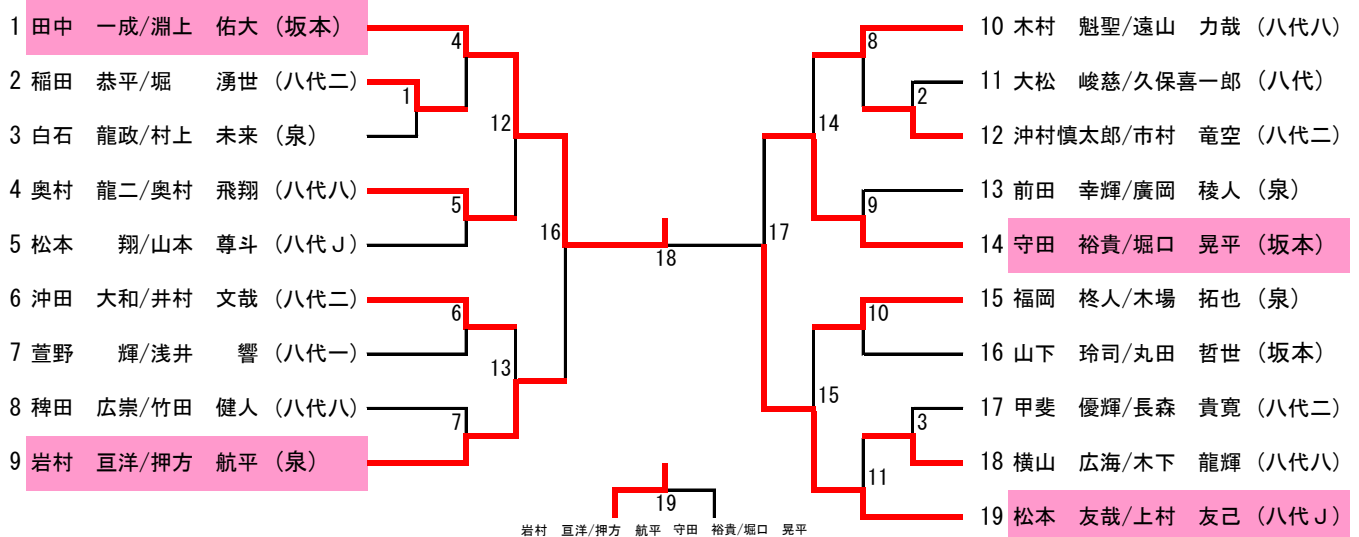 1 田中　一成/淵上　佑大（坂本）
2 稲田　恭平/堀　　湧世（八代二）
3 白石　龍政/村上　未来（泉）
4 奥村　龍二/奥村　飛翔（八代八）
5 松本　　翔/山本　尊斗（八代Ｊ）
6 沖田　大和/井村　文哉（八代二）
7 萱野　　輝/浅井　　響（八代一）
8 稗田　広崇/竹田　健人（八代八）
9 岩村　亘洋/押方　航平（泉）
4
1
12
5
16
6
13
7
18
19
岩村　亘洋/押方　航平　守田　裕貴/堀口　晃平
8
2
14
9
17
10
15
3
11
10 木村　魁聖/遠山　力哉（八代八）
11 大松　峻慈/久保喜一郎（八代）
12 沖村慎太郎/市村　竜空（八代二）
13 前田　幸輝/廣岡　稜人（泉）
14 守田　裕貴/堀口　晃平（坂本）
15 福岡　柊人/木場　拓也（泉）
16 山下　玲司/丸田　哲世（坂本）
17 甲斐　優輝/長森　貴寛（八代二）
18 横山　広海/木下　龍輝（八代八）
19 松本　友哉/上村　友己（八代Ｊ）